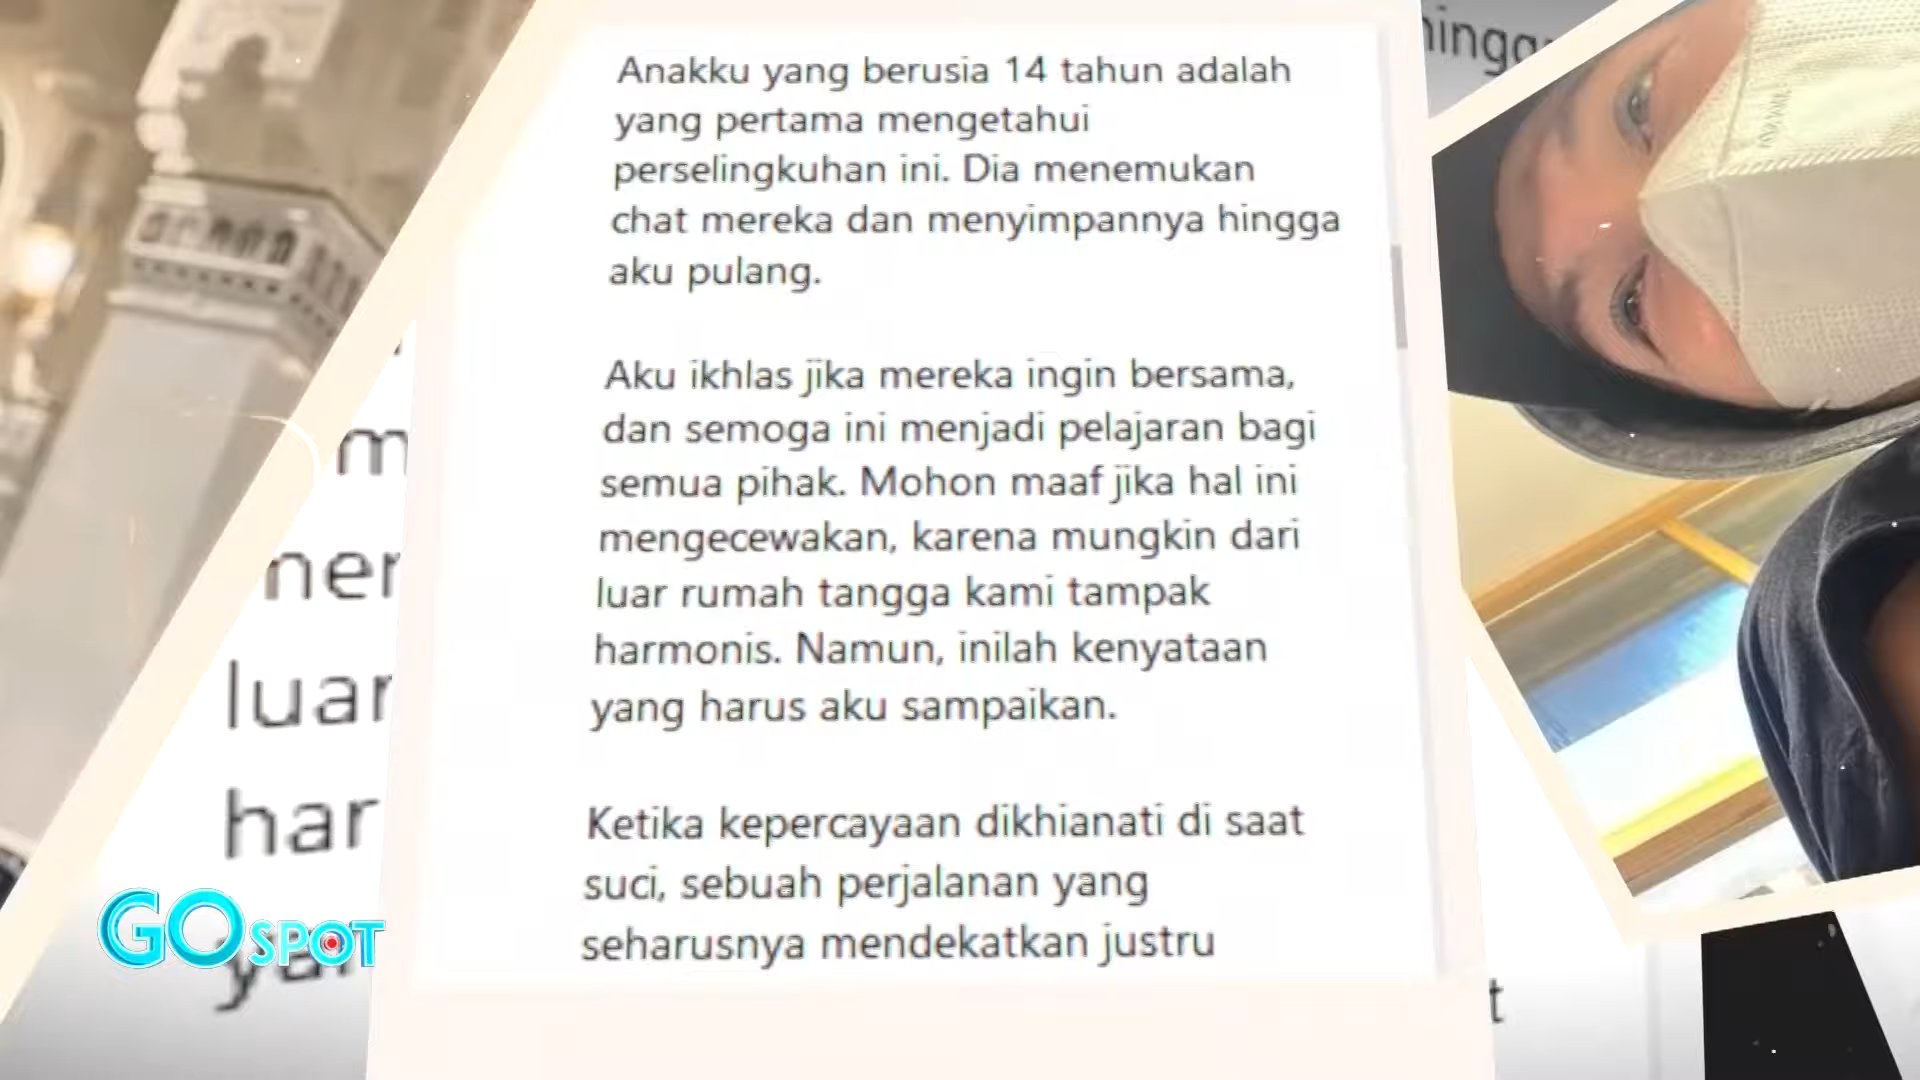 Anakku yang berusia 14 tahun adalah
yang pertama mengetahui
perselingkuhan ini. Dia menemukan
chat mereka dan menyimpannya hingga
aku pulang.
Aku ikhlas jika mereka ingin bersama,
dan semoga ini menjadi pelajaran bagi
semua pihak. Mohon maaf jika hal ini
mengecewakan, karena mungkin dari
luar rumah tangga kami tampak
harmonis. Namun, inilah kenyataan
yang harus aku sampaikan.
Ketika kepercayaan dikhianati di saat
suci, sebuah perjalanan yang
seharusnya mendekatkan justru
luar
har
GO SPOT